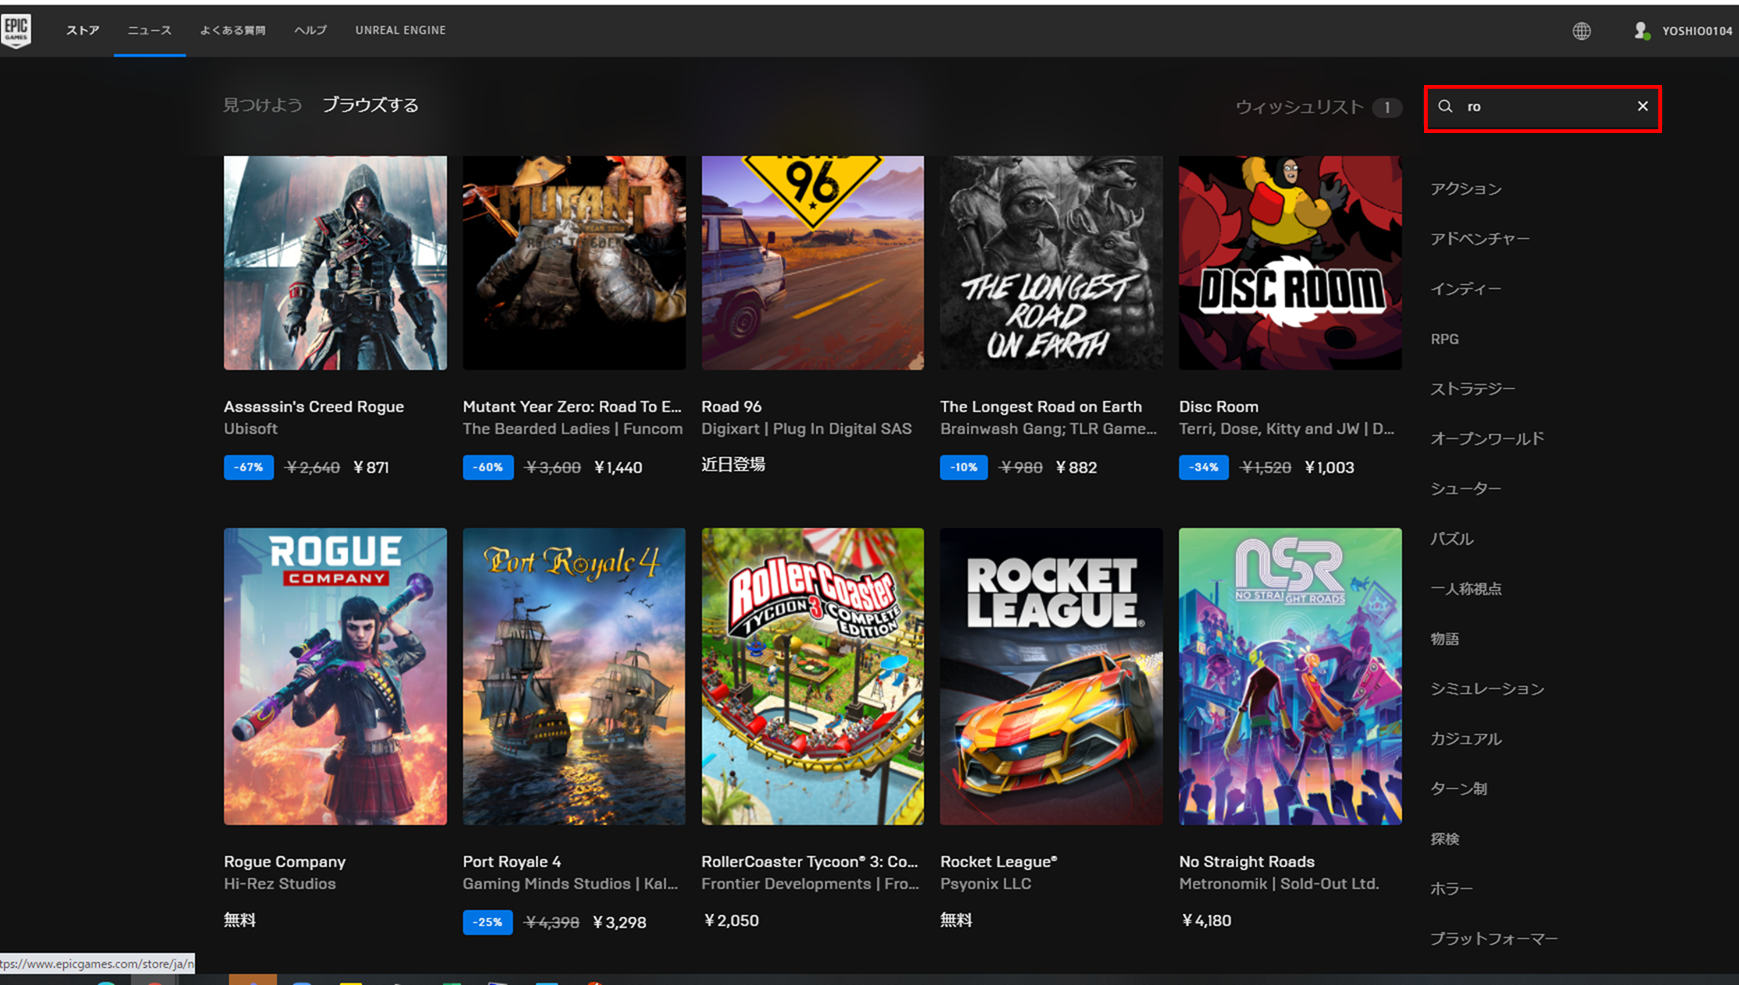 EPIC
GAMES
ストア
ニュース
よくある質問
ヘルプ
UNREAL ENGINE
YOSHIO0104
見つけよう
ブラウズする
ウィッシュリスト 1
ro
MUTANT
YEAR ZERO
ROAD TO EDEN
ROAD
96
THE LONGEST
ROAD
ON EARTH
DISC ROOM
Assassin's Creed Rogue
Ubisoft
-67% ¥2,640 ¥871
Mutant Year Zero: Road To E...
The Bearded Ladies | Funcom
-60% ¥3,600 ¥1,440
Road 96
Digixart | Plug In Digital SAS
近日登場
The Longest Road on Earth
Brainwash Gang; TLR Game...
-10% ¥980 ¥882
Disc Room
Terri, Dose, Kitty and JW | D...
-34% ¥1,520 ¥1,003
ROGUE
COMPANY
Port Royale 4
RollerCoaster
TYCOON 3 COMPLETE
EDITION
ROCKET
LEAGUE®
NSR
NO STRAIGHT ROADS
Rogue Company
Hi-Rez Studios
無料
Port Royale 4
Gaming Minds Studios | Kal...
-25% ¥4,398 ¥3,298
RollerCoaster Tycoon® 3: Co...
Frontier Developments | Fro...
¥2,050
Rocket League®
Psyonix LLC
無料
No Straight Roads
Metronomik | Sold-Out Ltd.
¥4,180
アクション
アドベンチャー
インディー
RPG
ストラテジー
オープンワールド
シューター
パズル
一人称視点
物語
シミュレーション
カジュアル
ターン制
探検
ホラー
プラットフォーマー
tps://www.epicgames.com/store/ja/n